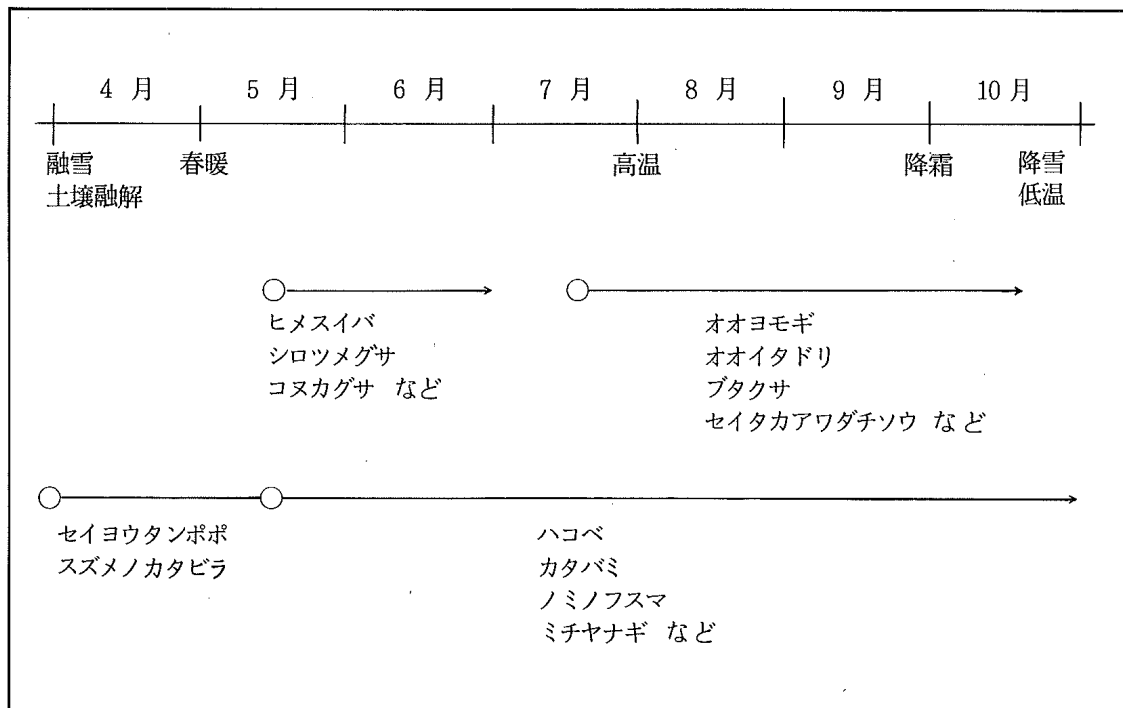 4 月 5 月 6 月 7 月 8 月 9 月 10月
融雪 春暖 高温 降霜 降雪
土壌融解 低温
ヒメスイバ
シロツメグサ
コヌカグサ など
オオヨモギ
オオイタドリ
ブタクサ
セイタカアワダチソウ など
セイヨウタンポポ
スズメノカタビラ
ハコベ
カタバミ
ノミノフスマ
ミチヤナギ など